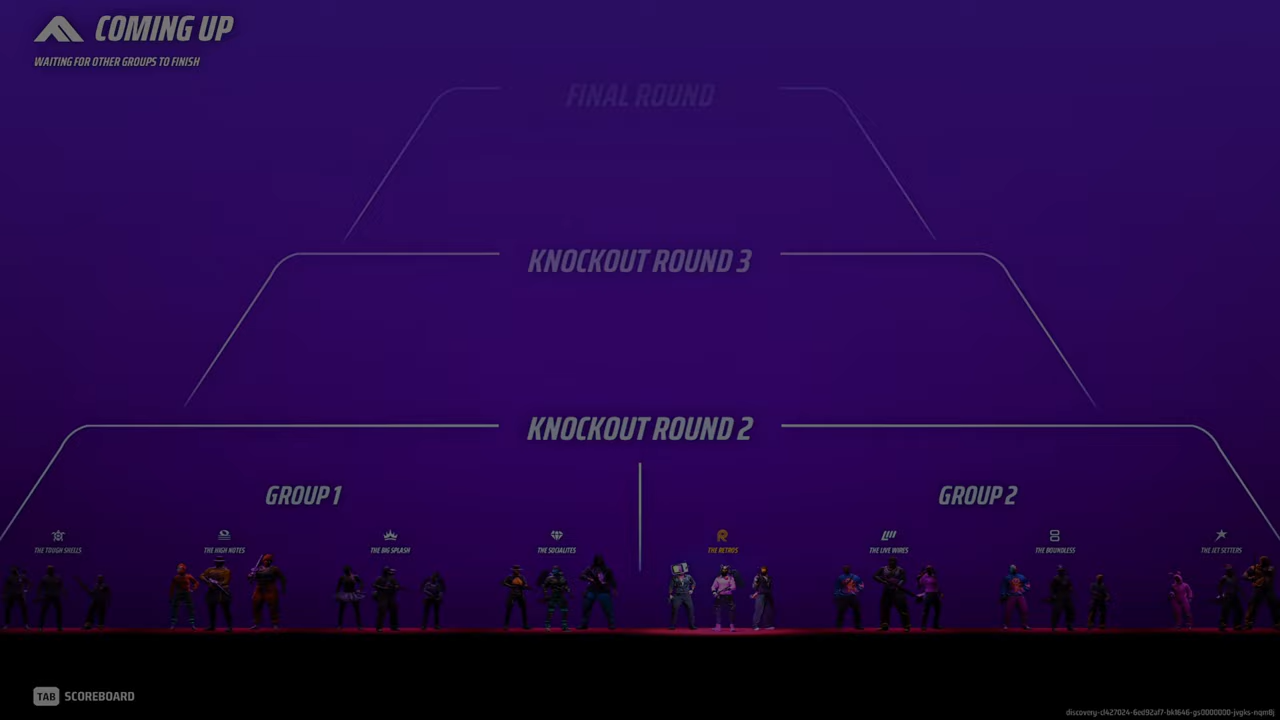 COMING UP
WAITING FOR OTHER GROUPS TO FINISH
FINAL ROUND
KNOCKOUT ROUND 3
KNOCKOUT ROUND 2
GROUP 1
GROUP 2
THE TOUGH SHELLS
THE HIGH NOTES
THE BIG SPLASH
THE SOCIALITES
THE RETROS
THE LIVE WIRES
THE BOUNDLESS
THE JET SETTERS
TAB SCOREBOARD